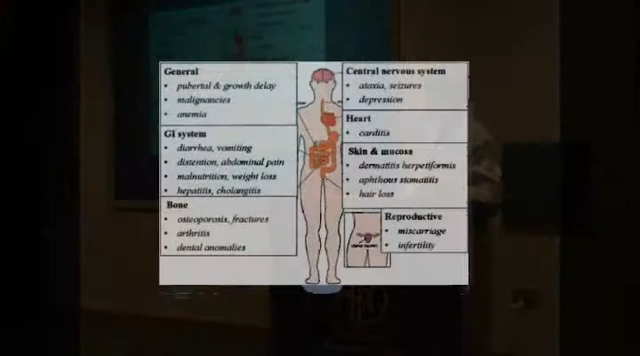 General
• pubertal & growth delay
• malignancies
• anemia
GI system
• diarrhea, vomiting
• distention, abdominal pain
• malnutrition, weight loss
• hepatitis, cholangitis
Bone
• osteoporosis, fractures
• arthritis
• dental anomalies
Central nervous system
• ataxia, seizures
• depression
Heart
• carditis
Skin & mucosa
• dermatitis herpetiformis
• aphthous stomatitis
• hair loss
Reproductive
• miscarriage
• infertility